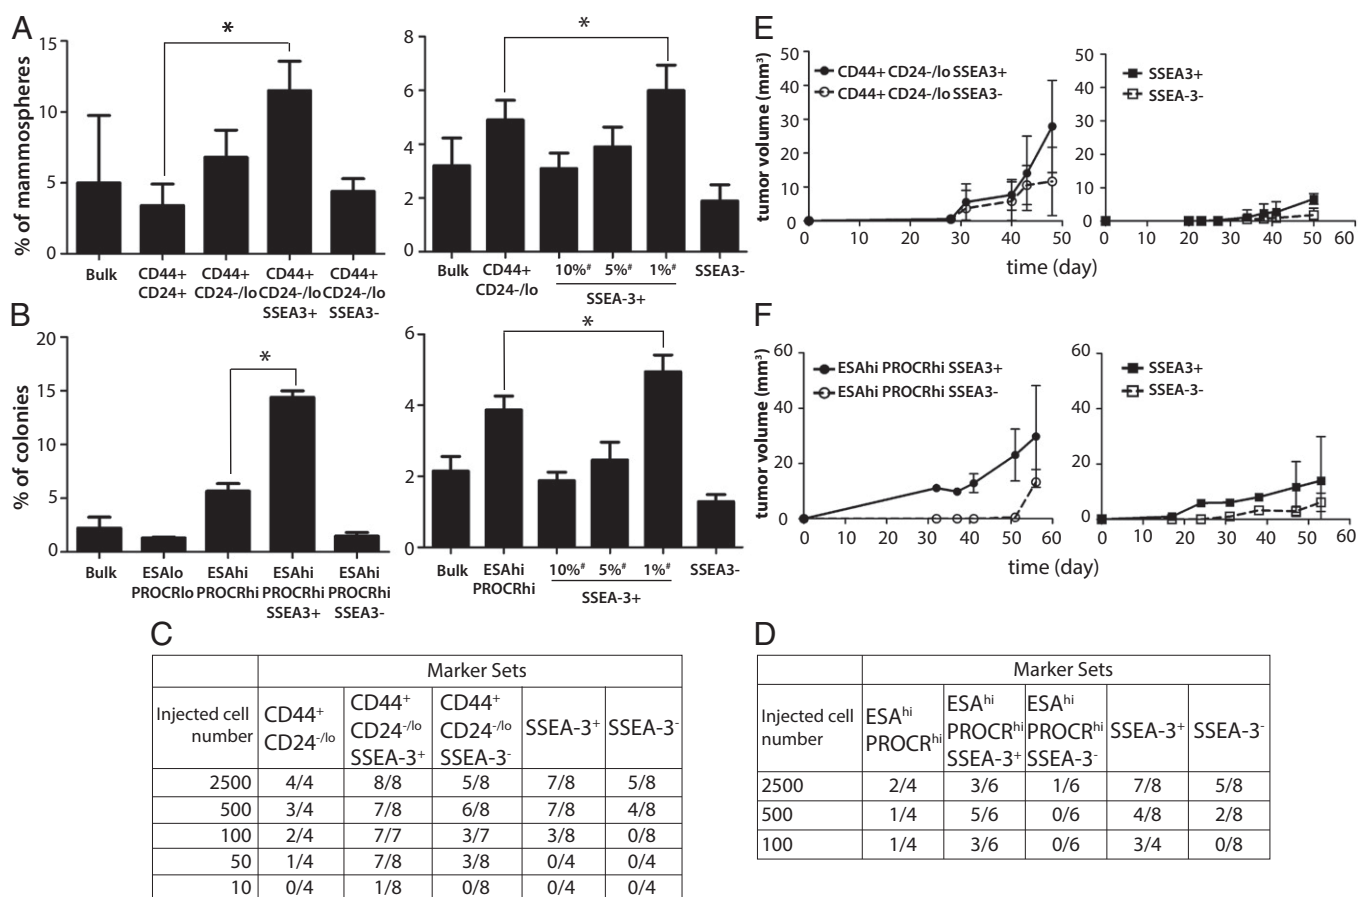 A
% of mammospheres
15
10
5
0
Bulk
CD44+
CD24+
CD44+
CD24-/lo
CD44+
CD24-/lo
SSEA3+
CD44+
CD24-/lo
SSEA3-
*
8
6
4
2
0
Bulk
CD44+
CD24-/lo
10%#
5%#
1%#
SSEA-3+
SSEA3-
*
B
% of colonies
20
15
10
5
0
Bulk
ESAlo
PROCRlo
ESAhi
PROCRhi
ESAhi
PROCRhi
SSEA3+
ESAhi
PROCRhi
SSEA3-
*
6
4
2
0
Bulk
ESAhi
PROCRhi
10%#
5%#
1%#
SSEA-3+
SSEA3-
*
E
tumor volume (mm³)
50
40
30
20
10
0
CD44+ CD24-/lo SSEA3+
CD44+ CD24-/lo SSEA3-
0 10 20 30 40 50
50
40
30
20
10
0
SSEA3+
SSEA-3-
0 10 20 30 40 50 60
time (day)
F
tumor volume (mm³)
60
40
20
0
ESAhi PROCRhi SSEA3+
ESAhi PROCRhi SSEA3-
0 10 20 30 40 50 60
60
40
20
0
SSEA3+
SSEA-3-
0 10 20 30 40 50 60
time (day)
C
Marker Sets
Injected cell number
CD44⁺ CD24⁻/ˡᵒ
CD44⁺ CD24⁻/ˡᵒ SSEA-3⁺
CD44⁺ CD24⁻/ˡᵒ SSEA-3⁻
SSEA-3⁺
SSEA-3⁻
2500 4/4 8/8 5/8 7/8 5/8
500 3/4 7/8 6/8 7/8 4/8
100 2/4 7/7 3/7 3/8 0/8
50 1/4 7/8 3/8 0/4 0/4
10 0/4 1/8 0/8 0/4 0/4
D
Marker Sets
Injected cell number
ESAʰⁱ PROCRʰⁱ
ESAʰⁱ PROCRʰⁱ SSEA-3⁺
ESAʰⁱ PROCRʰⁱ SSEA-3⁻
SSEA-3⁺
SSEA-3⁻
2500 2/4 3/6 1/6 7/8 5/8
500 1/4 5/6 0/6 4/8 2/8
100 1/4 3/6 0/6 3/4 0/8